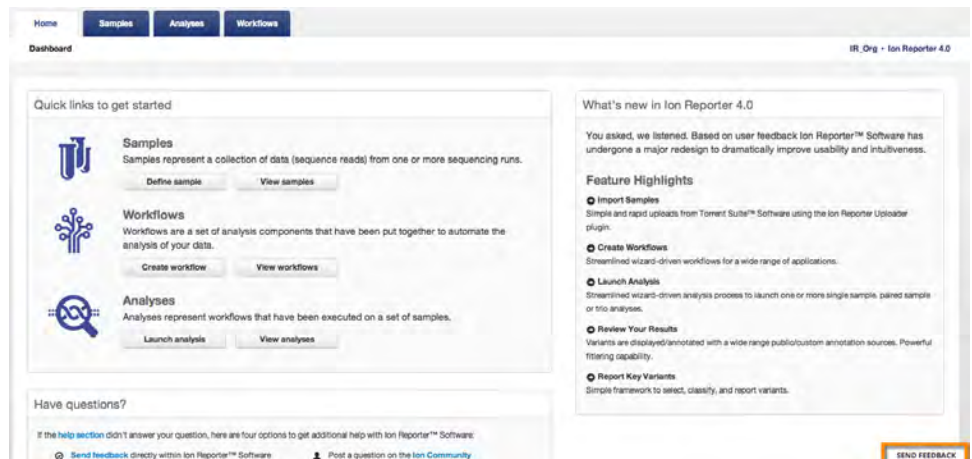 Home Samples Analyses Workflows
Dashboard
IR_Org • Ion Reporter 4.0
Quick links to get started
Samples
Samples represent a collection of data (sequence reads) from one or more sequencing runs.
Define sample View samples
Workflows
Workflows are a set of analysis components that have been put together to automate the
analysis of your data.
Create workflow View workflows
Analyses
Analyses represent workflows that have been executed on a set of samples.
Launch analysis View analyses
Have questions?
If the help section didn't answer your question, here are four options to get additional help with Ion Reporter™ Software:
Send feedback directly within Ion Reporter™ Software
Post a question on the Ion Community
What's new in Ion Reporter 4.0
You asked, we listened. Based on user feedback Ion Reporter™ Software has
undergone a major redesign to dramatically improve usability and intuitiveness.
Feature Highlights
Import Samples
Simple and rapid uploads from Torrent Suite™ Software using the Ion Reporter Uploader
plugin.
Create Workflows
Streamlined wizard-driven workflows for a wide range of applications.
Launch Analysis
Streamlined wizard-driven analysis process to launch one or more single sample, paired sample
or trio analyses.
Review Your Results
Variants are displayed/annotated with a wide range public/custom annotation sources. Powerful
filtering capability.
Report Key Variants
Simple framework to select, classify, and report variants.
SEND FEEDBACK